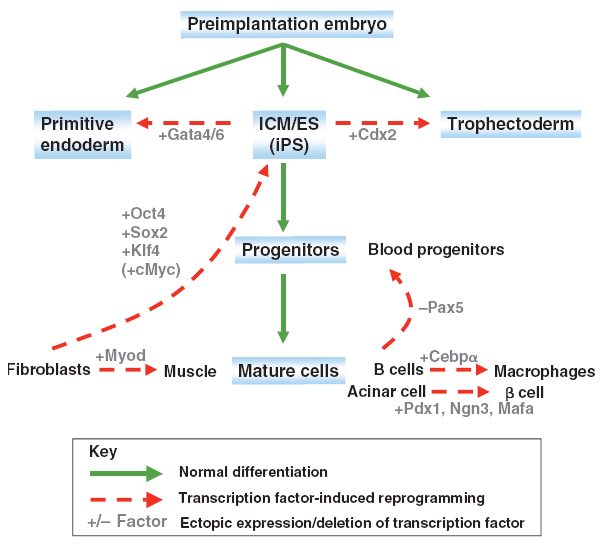 Preimplantation embryo
Primitive
endoderm
+Gata4/6
ICM/ES
(iPS)
+Cdx2
Trophectoderm
+Oct4
+Sox2
+Klf4
(+cMyc)
Progenitors
Blood progenitors
–Pax5
Fibroblasts
+Myod
Muscle
Mature cells
B cells
+Cebpα
Macrophages
Acinar cell
β cell
+Pdx1, Ngn3, Mafa
Key
Normal differentiation
Transcription factor-induced reprogramming
+/– Factor
Ectopic expression/deletion of transcription factor